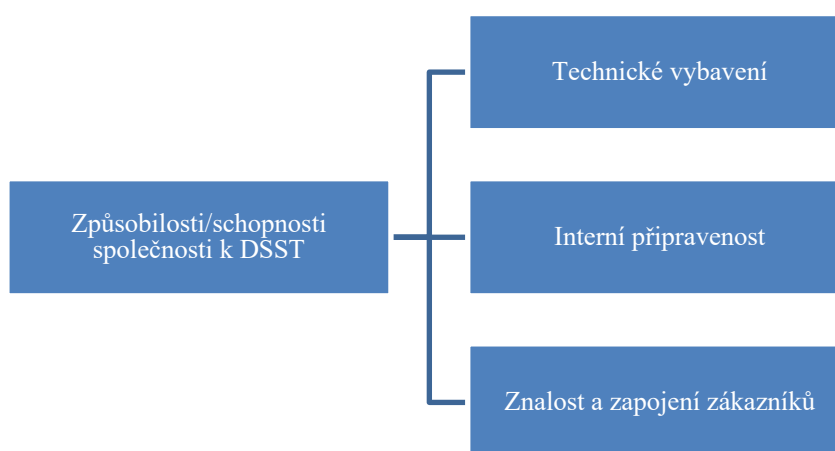 Technické vybavení
Způsobilosti/schopnosti
společnosti k DSST
Interní připravenost
Znalost a zapojení zákazníků